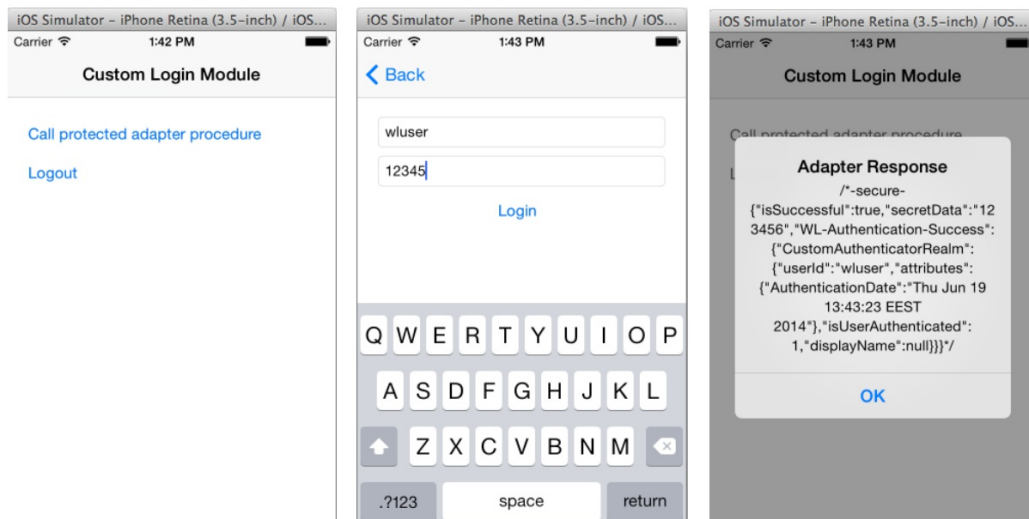 iOS Simulator - iPhone Retina (3.5-inch) / iOS...
Carrier 1:42 PM
Custom Login Module
Call protected adapter procedure
Logout
iOS Simulator - iPhone Retina (3.5-inch) / iOS...
Carrier 1:43 PM
Back
wluser
12345
Login
Q W E R T Y U I O P
A S D F G H J K L
Z X C V B N M
.?123 space return
iOS Simulator - iPhone Retina (3.5-inch) / iOS...
Carrier 1:43 PM
Custom Login Module
Call protected adapter procedure
L
Adapter Response
/*-secure-
{"isSuccessful":true,"secretData":"12
3456","WL-Authentication-Success":
{"CustomAuthenticatorRealm":
{"userId":"wluser","attributes":
{"AuthenticationDate":"Thu Jun 19
13:43:23 EEST
2014"},"isUserAuthenticated":
1,"displayName":null}}}*/
OK